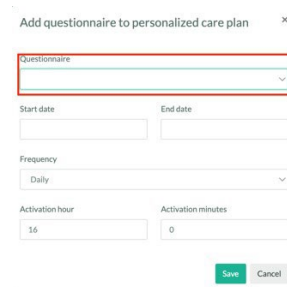 Add questionnaire to personalized care plan ×
Questionnaire
Start date End date
Frequency
Daily
Activation hour Activation minutes
16 0
Save Cancel